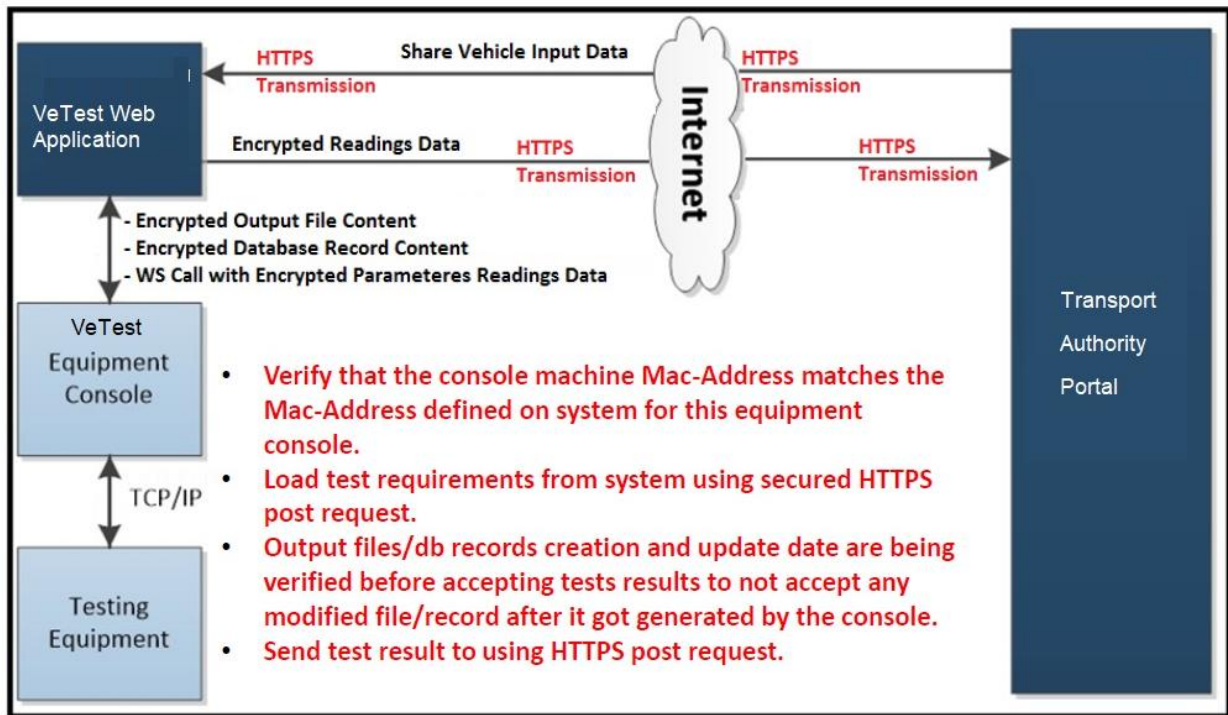 Share Vehicle Input Data
HTTPS
Transmission
HTTPS
Transmission
VeTest Web
Application
Internet
Encrypted Readings Data
HTTPS
Transmission
HTTPS
Transmission
- Encrypted Output File Content
- Encrypted Database Record Content
- WS Call with Encrypted Parameteres Readings Data
VeTest
Equipment
Console
TCP/IP
Testing
Equipment
• Verify that the console machine Mac-Address matches the
Mac-Address defined on system for this equipment
console.
• Load test requirements from system using secured HTTPS
post request.
• Output files/db records creation and update date are being
verified before accepting tests results to not accept any
modified file/record after it got generated by the console.
• Send test result to using HTTPS post request.
Transport
Authority
Portal